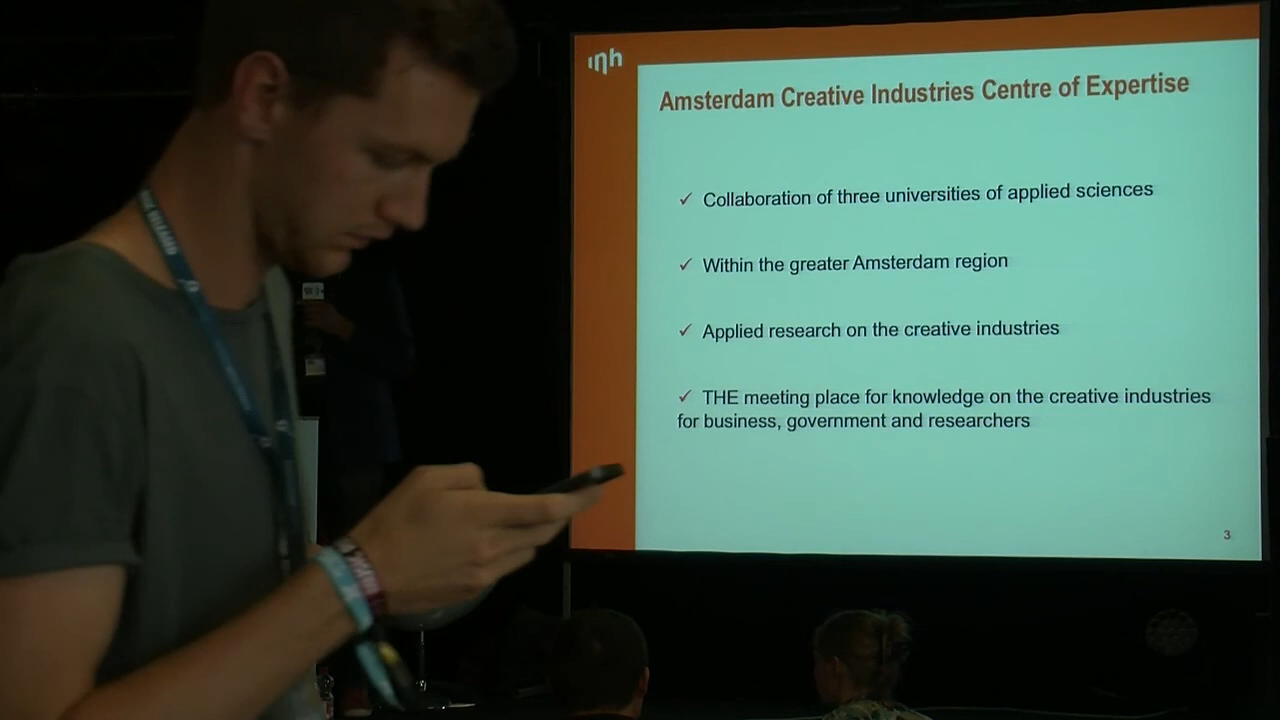 inh
Amsterdam Creative Industries Centre of Expertise
✓ Collaboration of three universities of applied sciences
✓ Within the greater Amsterdam region
✓ Applied research on the creative industries
✓ THE meeting place for knowledge on the creative industries
for business, government and researchers
3